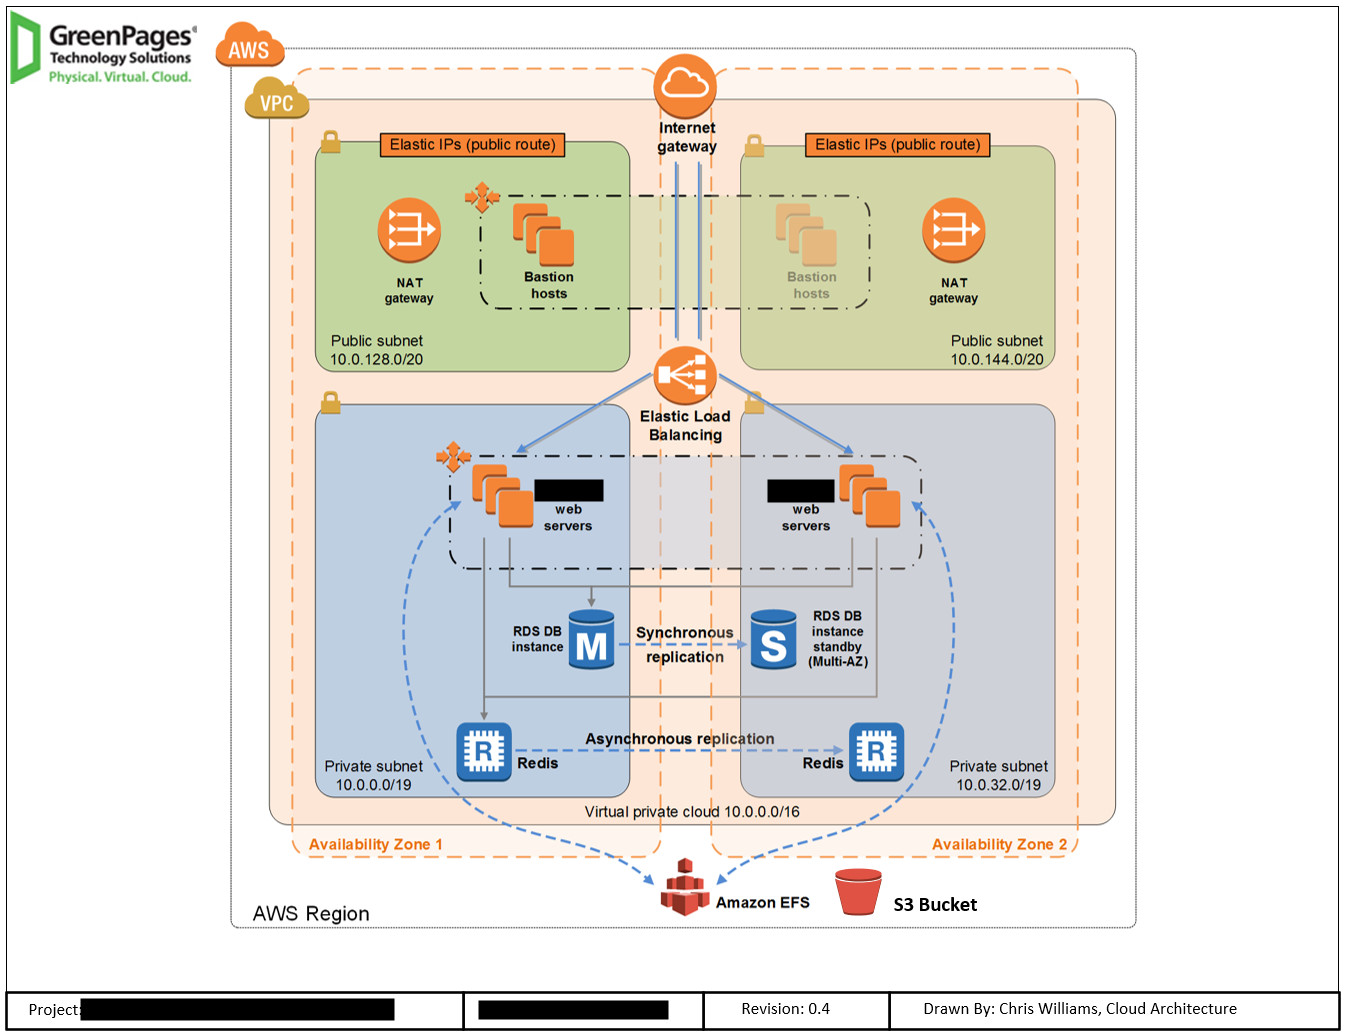 GreenPages
Technology Solutions
Physical. Virtual. Cloud.
AWS
VPC
Internet
gateway
Elastic IPs (public route)
Elastic IPs (public route)
NAT
gateway
Bastion
hosts
Bastion
hosts
NAT
gateway
Public subnet
10.0.128.0/20
Public subnet
10.0.144.0/20
Elastic Load
Balancing
web
servers
web
servers
RDS DB
instance
M
Synchronous
replication
S
RDS DB
instance
standby
(Multi-AZ)
Asynchronous replication
R
Redis
Redis
R
Private subnet
10.0.0.0/19
Private subnet
10.0.32.0/19
Virtual private cloud 10.0.0.0/16
Availability Zone 1
Availability Zone 2
Amazon EFS
S3 Bucket
AWS Region
Project:
Revision: 0.4
Drawn By: Chris Williams, Cloud Architecture